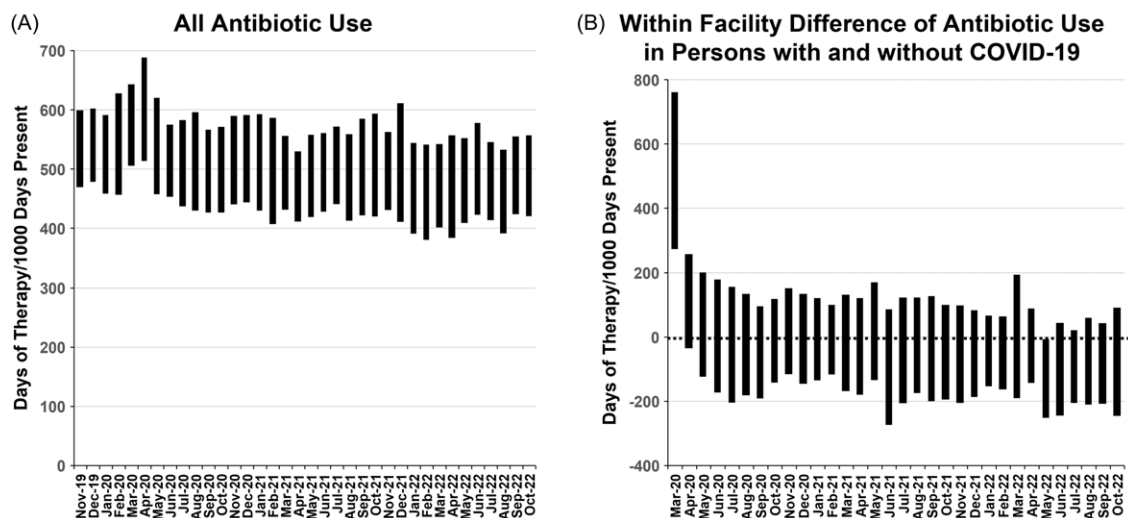 (A) All Antibiotic Use
Days of Therapy/1000 Days Present
700
600
500
400
300
200
100
0
Nov-19
Dec-19
Jan-20
Feb-20
Mar-20
Apr-20
May-20
Jun-20
Jul-20
Aug-20
Sep-20
Oct-20
Nov-20
Dec-20
Jan-21
Feb-21
Mar-21
Apr-21
May-21
Jun-21
Jul-21
Aug-21
Sep-21
Oct-21
Nov-21
Dec-21
Jan-22
Feb-22
Mar-22
Apr-22
May-22
Jun-22
Jul-22
Aug-22
Sep-22
Oct-22
(B) Within Facility Difference of Antibiotic Use
in Persons with and without COVID-19
Days of Therapy/1000 Days Present
800
600
400
200
0
-200
-400
Mar-20
Apr-20
May-20
Jun-20
Jul-20
Aug-20
Sep-20
Oct-20
Nov-20
Dec-20
Jan-21
Feb-21
Mar-21
Apr-21
May-21
Jun-21
Jul-21
Aug-21
Sep-21
Oct-21
Nov-21
Dec-21
Jan-22
Feb-22
Mar-22
Apr-22
May-22
Jun-22
Jul-22
Aug-22
Sep-22
Oct-22